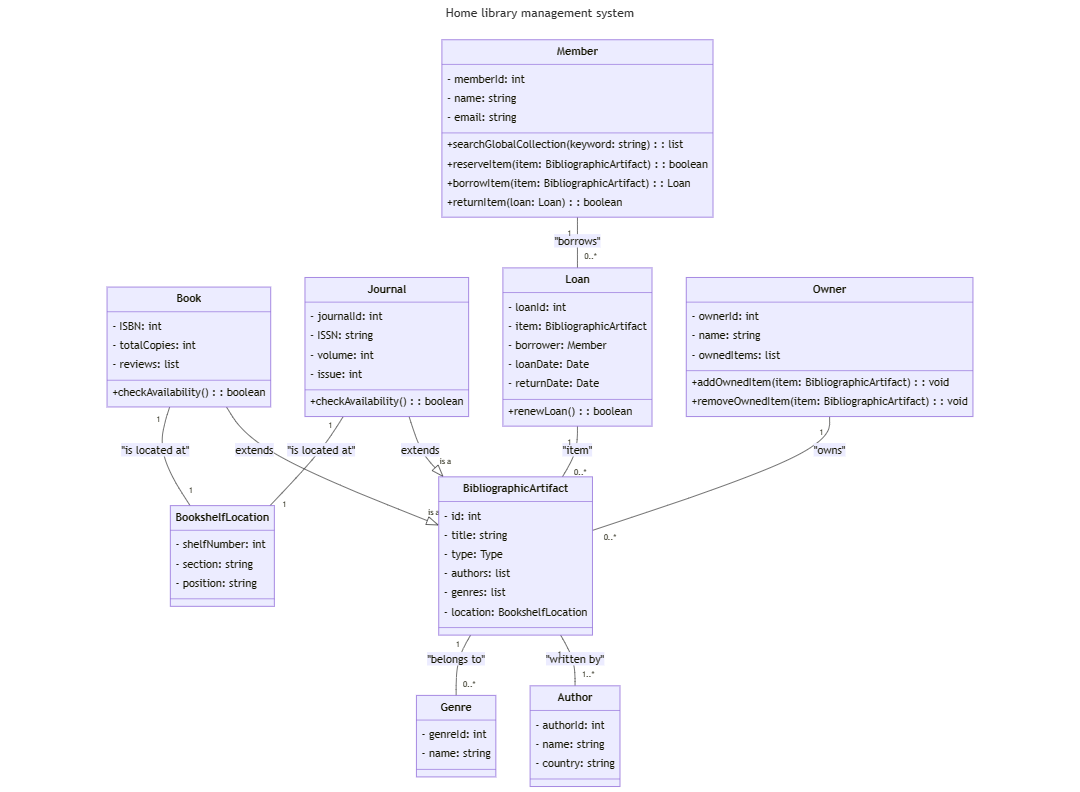 Home library management system
Member
- memberId: int
- name: string
- email: string
+searchGlobalCollection(keyword: string) : : list
+reserveItem(item: BibliographicArtifact) : : boolean
+borrowItem(item: BibliographicArtifact) : : Loan
+returnItem(loan: Loan) : : boolean
1
"borrows"
0..*
Book
- ISBN: int
- totalCopies: int
- reviews: list
+checkAvailability() : : boolean
Journal
- journalId: int
- ISSN: string
- volume: int
- issue: int
+checkAvailability() : : boolean
Loan
- loanId: int
- item: BibliographicArtifact
- borrower: Member
- loanDate: Date
- returnDate: Date
+renewLoan() : : boolean
Owner
- ownerId: int
- name: string
- ownedItems: list
+addOwnedItem(item: BibliographicArtifact) : : void
+removeOwnedItem(item: BibliographicArtifact) : : void
1
"is located at"
1
extends
is a
1
"is located at"
1
extends
is a
1
"item"
0..*
1
"owns"
0..*
BookshelfLocation
- shelfNumber: int
- section: string
- position: string
BibliographicArtifact
- id: int
- title: string
- type: Type
- authors: list
- genres: list
- location: BookshelfLocation
1
"belongs to"
0..*
1
"written by"
1..*
Genre
- genreId: int
- name: string
Author
- authorId: int
- name: string
- country: string